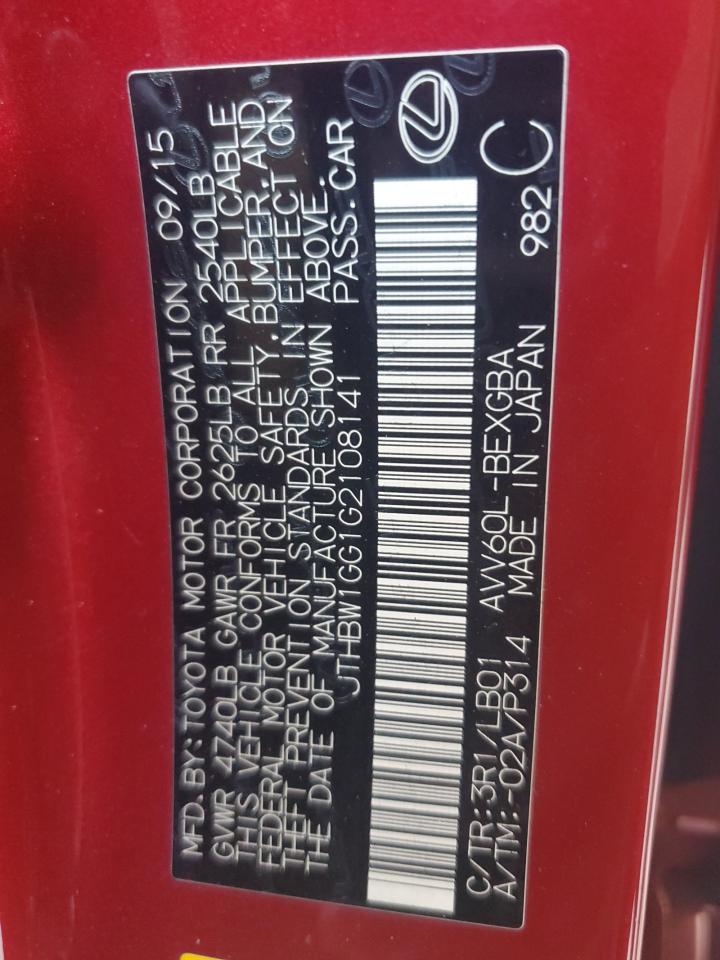 MFD.BY:TOYOTA MOTOR CORPORATION 09/15
GVWR 4740LB GAWR FR 2625LB RR 2540LB
THIS VEHICLE CONFORMS TO ALL APPLICABLE
FEDERAL MOTOR VEHICLE SAFETY,BUMPER,AND
THEFT PREVENTION STANDARDS IN EFFECT ON
THE DATE OF MANUFACTURE SHOWN ABOVE.
JTHBW1GG1G2108141 PASS.CAR
C/TR:3R1/LB01 AVV60L-BEXGBA 982 C
A/TM:-02A/P314 MADE IN JAPAN